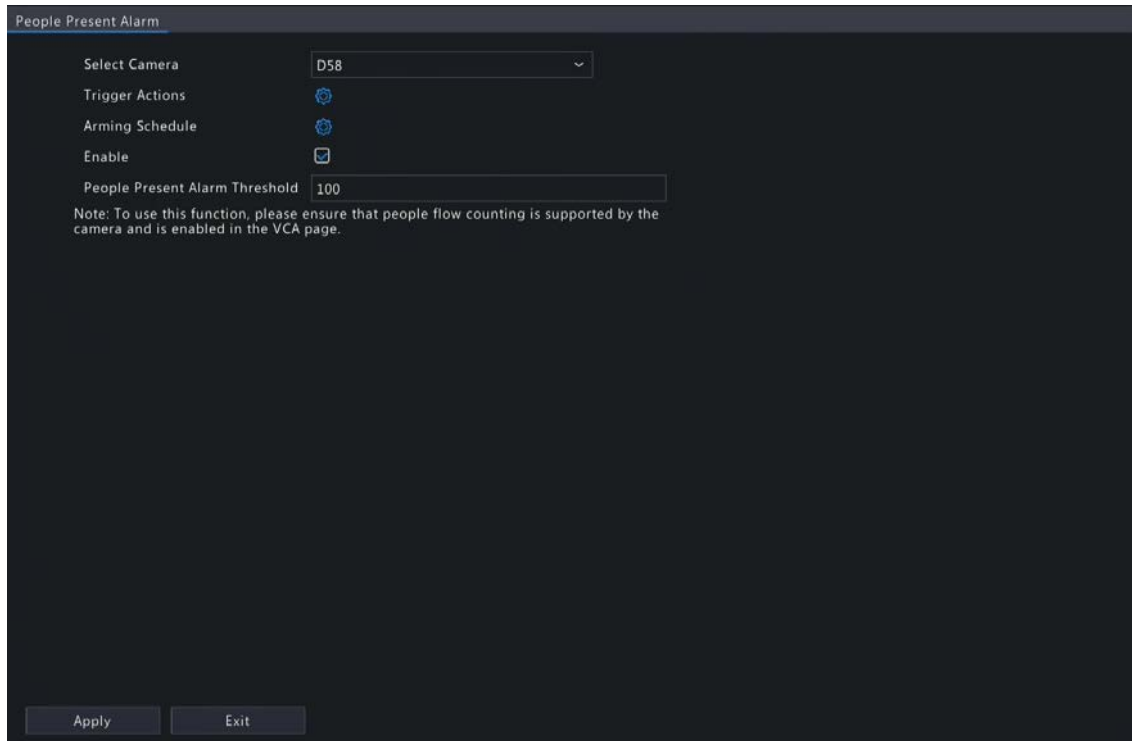 People Present Alarm
Select Camera D58
Trigger Actions
Arming Schedule
Enable
People Present Alarm Threshold 100
Note: To use this function, please ensure that people flow counting is supported by the
camera and is enabled in the VCA page.
Apply Exit